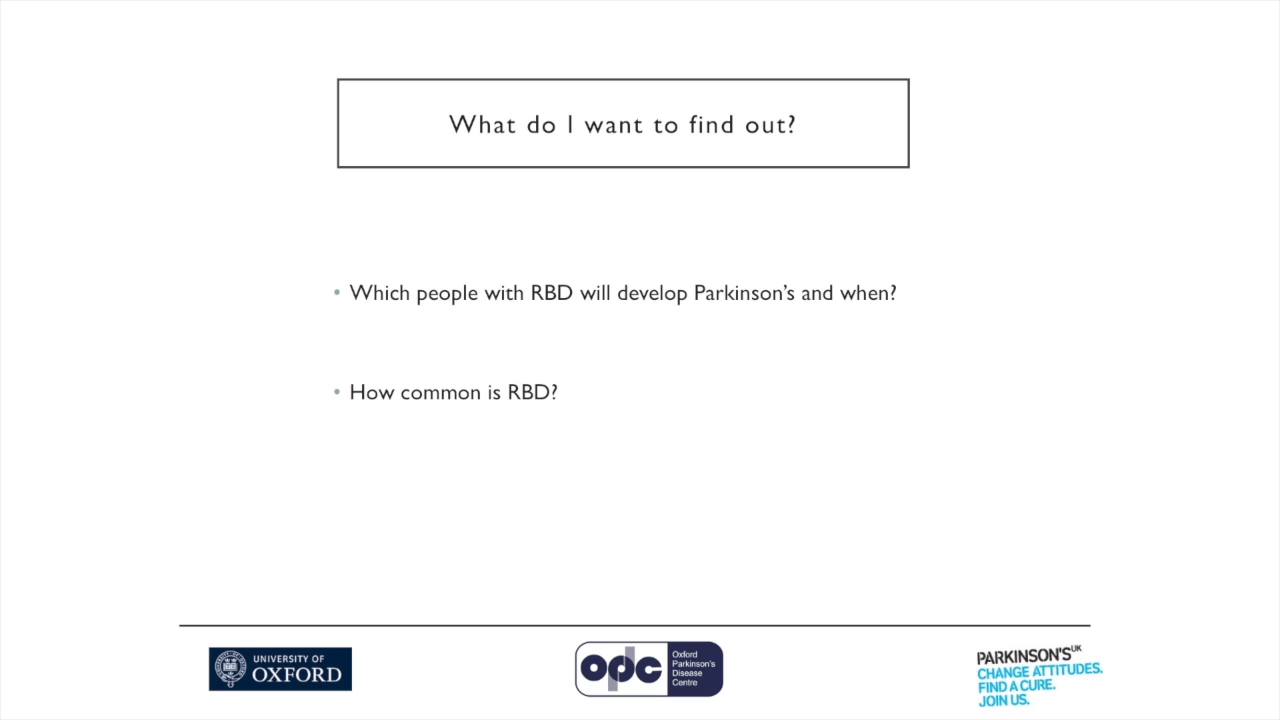 What do I want to find out?
• Which people with RBD will develop Parkinson's and when?
• How common is RBD?
UNIVERSITY OF
OXFORD
opdc
Oxford
Parkinson's
Disease
Centre
PARKINSON'S UK
CHANGE ATTITUDES.
FIND A CURE.
JOIN US.